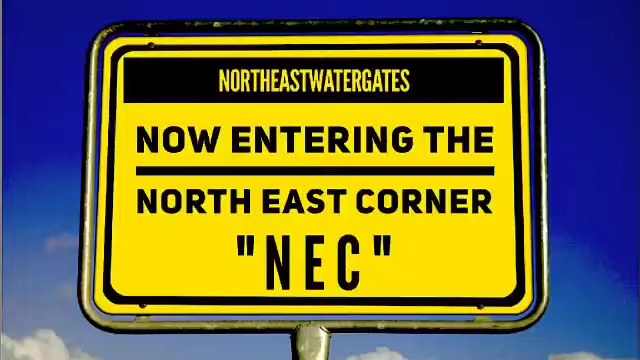 NORTHEASTWATERGATES
NOW ENTERING THE
NORTH EAST CORNER
"NEC"